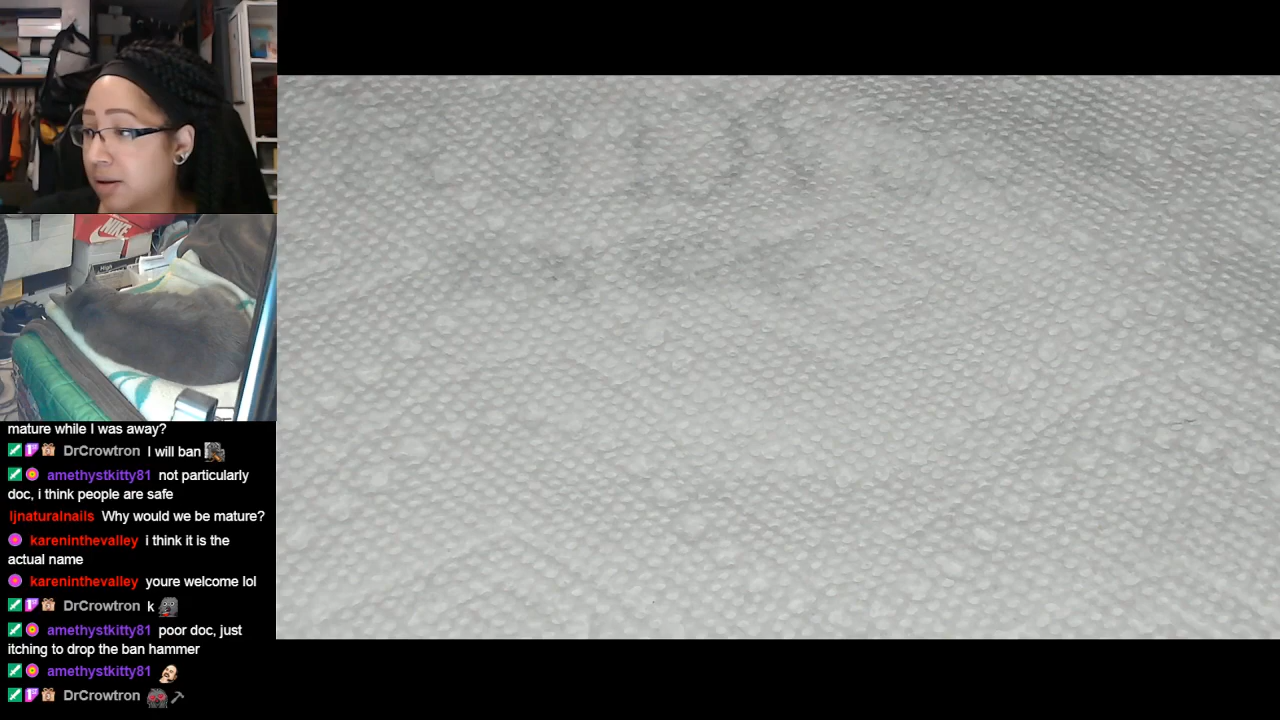 NIKE
mature while I was away?
DrCrowtron I will ban
amethystkitty81 not particularly
doc, i think people are safe
ljnaturalnails Why would we be mature?
kareninthevalley i think it is the
actual name
kareninthevalley youre welcome lol
DrCrowtron k
amethystkitty81 poor doc, just
itching to drop the ban hammer
amethystkitty81
DrCrowtron